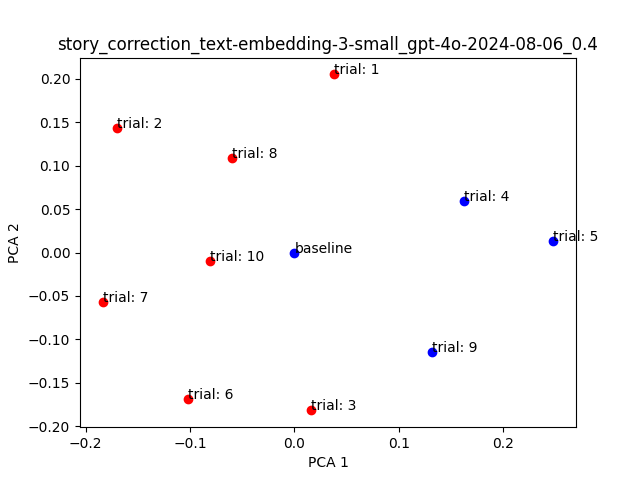 story_correction_text-embedding-3-small_gpt-4o-2024-08-06_0.4
0.20
0.15
0.10
0.05
0.00
−0.05
−0.10
−0.15
−0.20
PCA 2
trial: 1
trial: 2
trial: 8
trial: 4
trial: 5
baseline
trial: 10
trial: 7
trial: 9
trial: 6
trial: 3
−0.2 −0.1 0.0 0.1 0.2
PCA 1